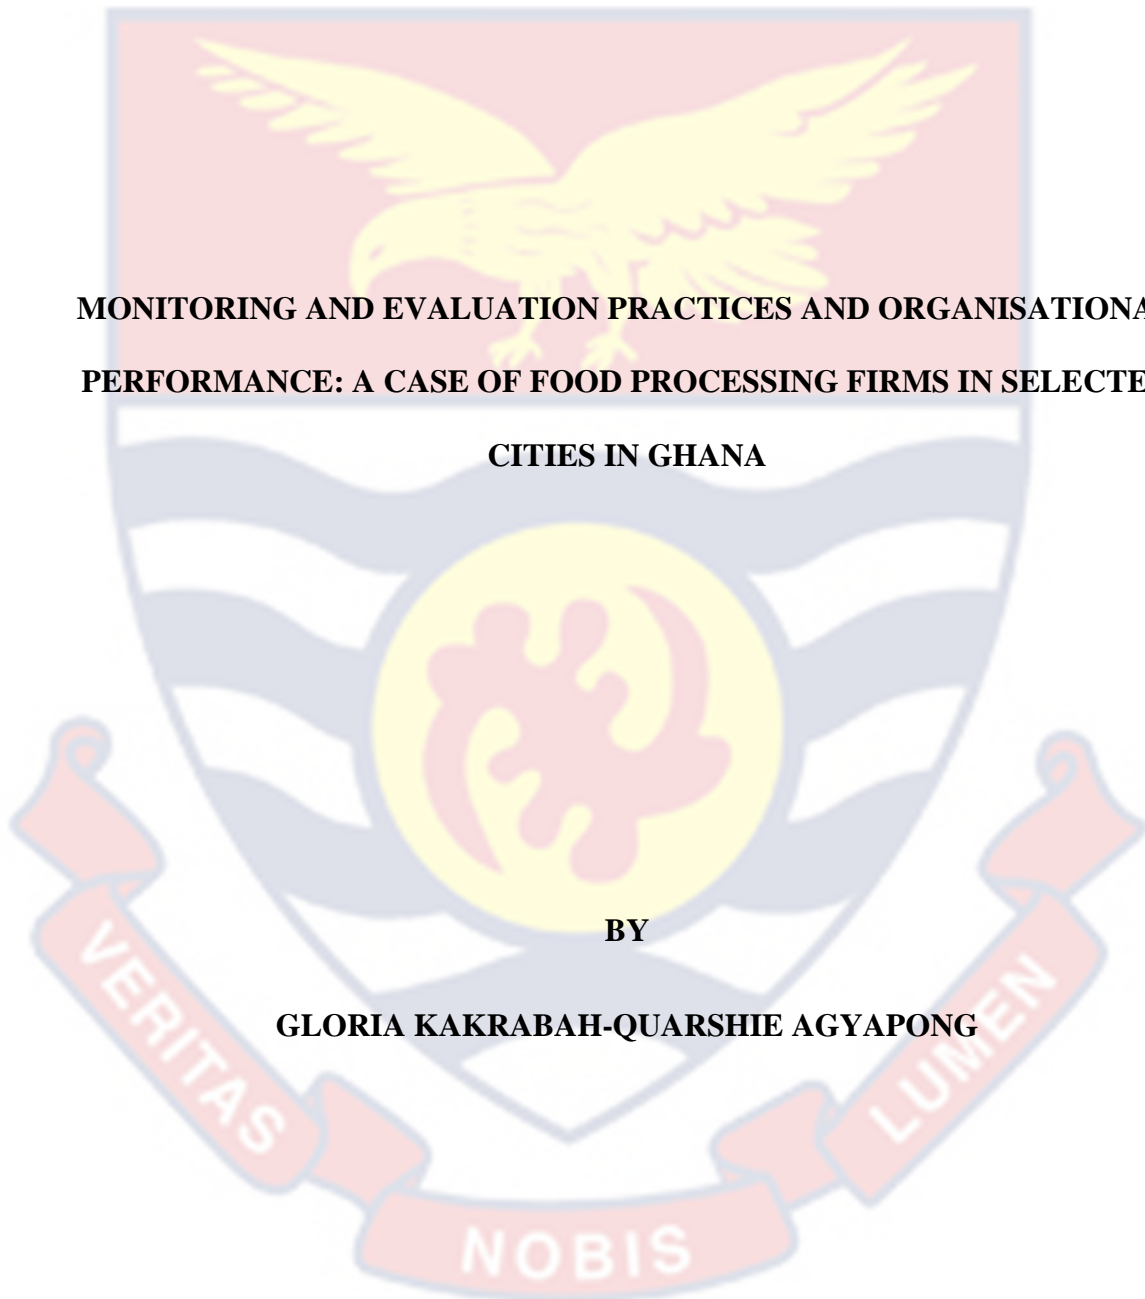 MONITORING AND EVALUATION PRACTICES AND ORGANISATIONA
PERFORMANCE: A CASE OF FOOD PROCESSING FIRMS IN SELECTE
CITIES IN GHANA
BY
GLORIA KAKRABAH-QUARSHIE AGYAPONG
VERITAS
NOBIS
LUMEN